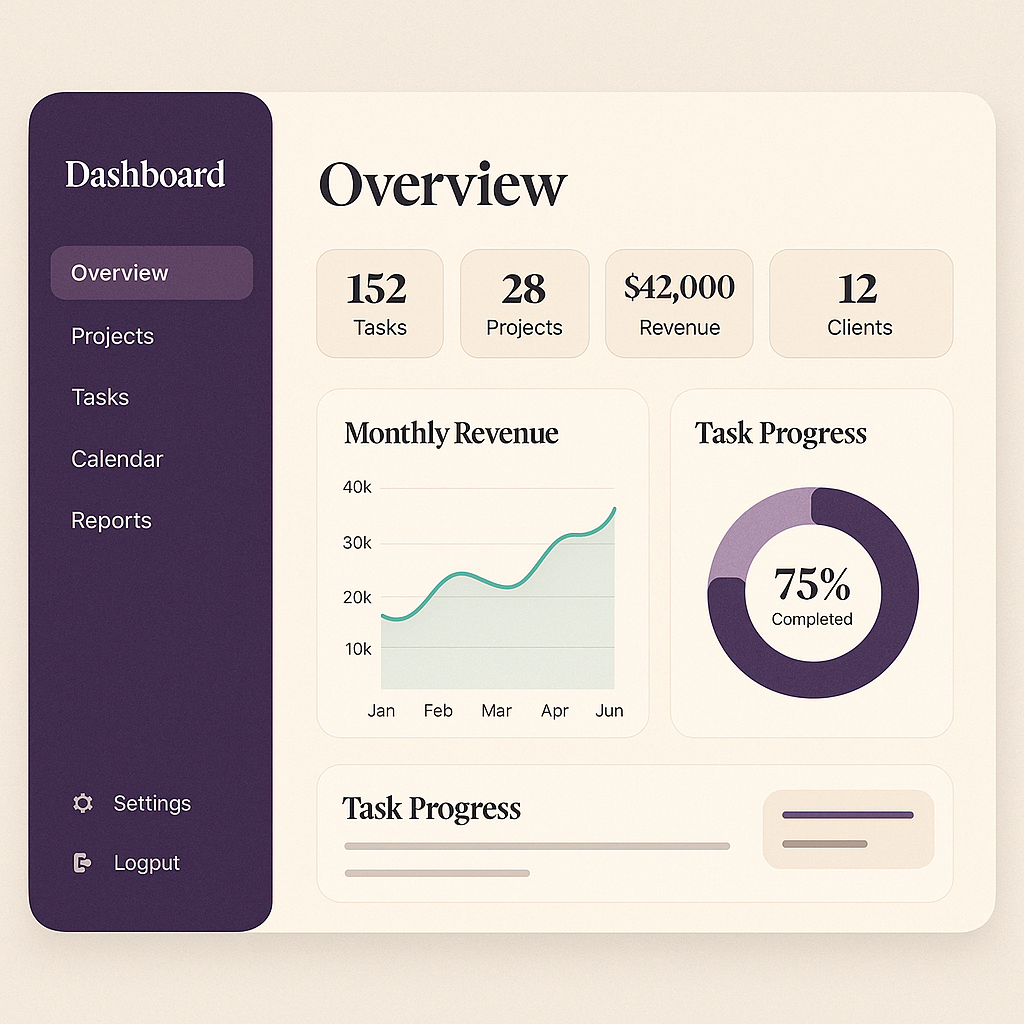 Dashboard
Overview
Projects
Tasks
Calendar
Reports
Settings
Logput
Overview
152
Tasks
28
Projects
$42,000
Revenue
12
Clients
Monthly Revenue
40k
30k
20k
10k
Jan Feb Mar Apr Jun
Task Progress
75%
Completed
Task Progress